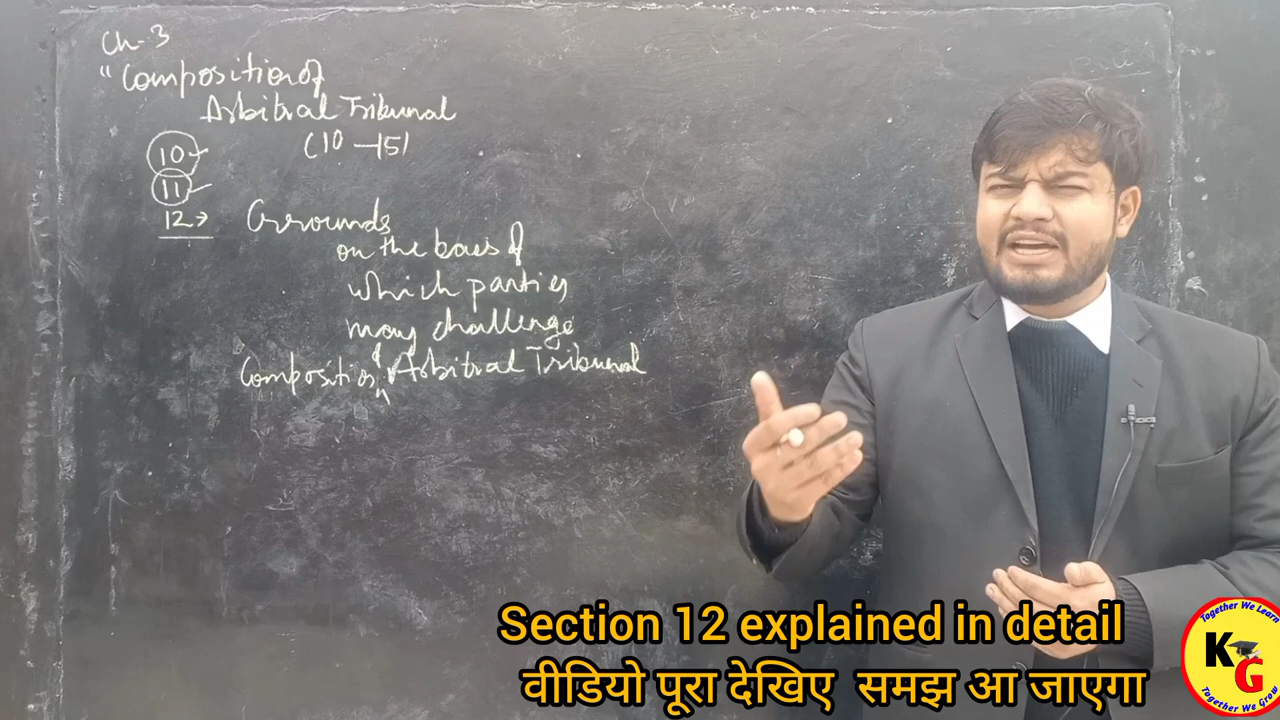 Ch-3
"Composition of
Arbitral Tribunal
(10-15)
10
11
12→ Grounds
on the basis of
which parties
may challenge
Composition of Arbitral Tribunal
Section 12 explained in detail
वीडियो पूरा देखिए समझ आ जाएगा
Together We Learn
KG
Together We Grow